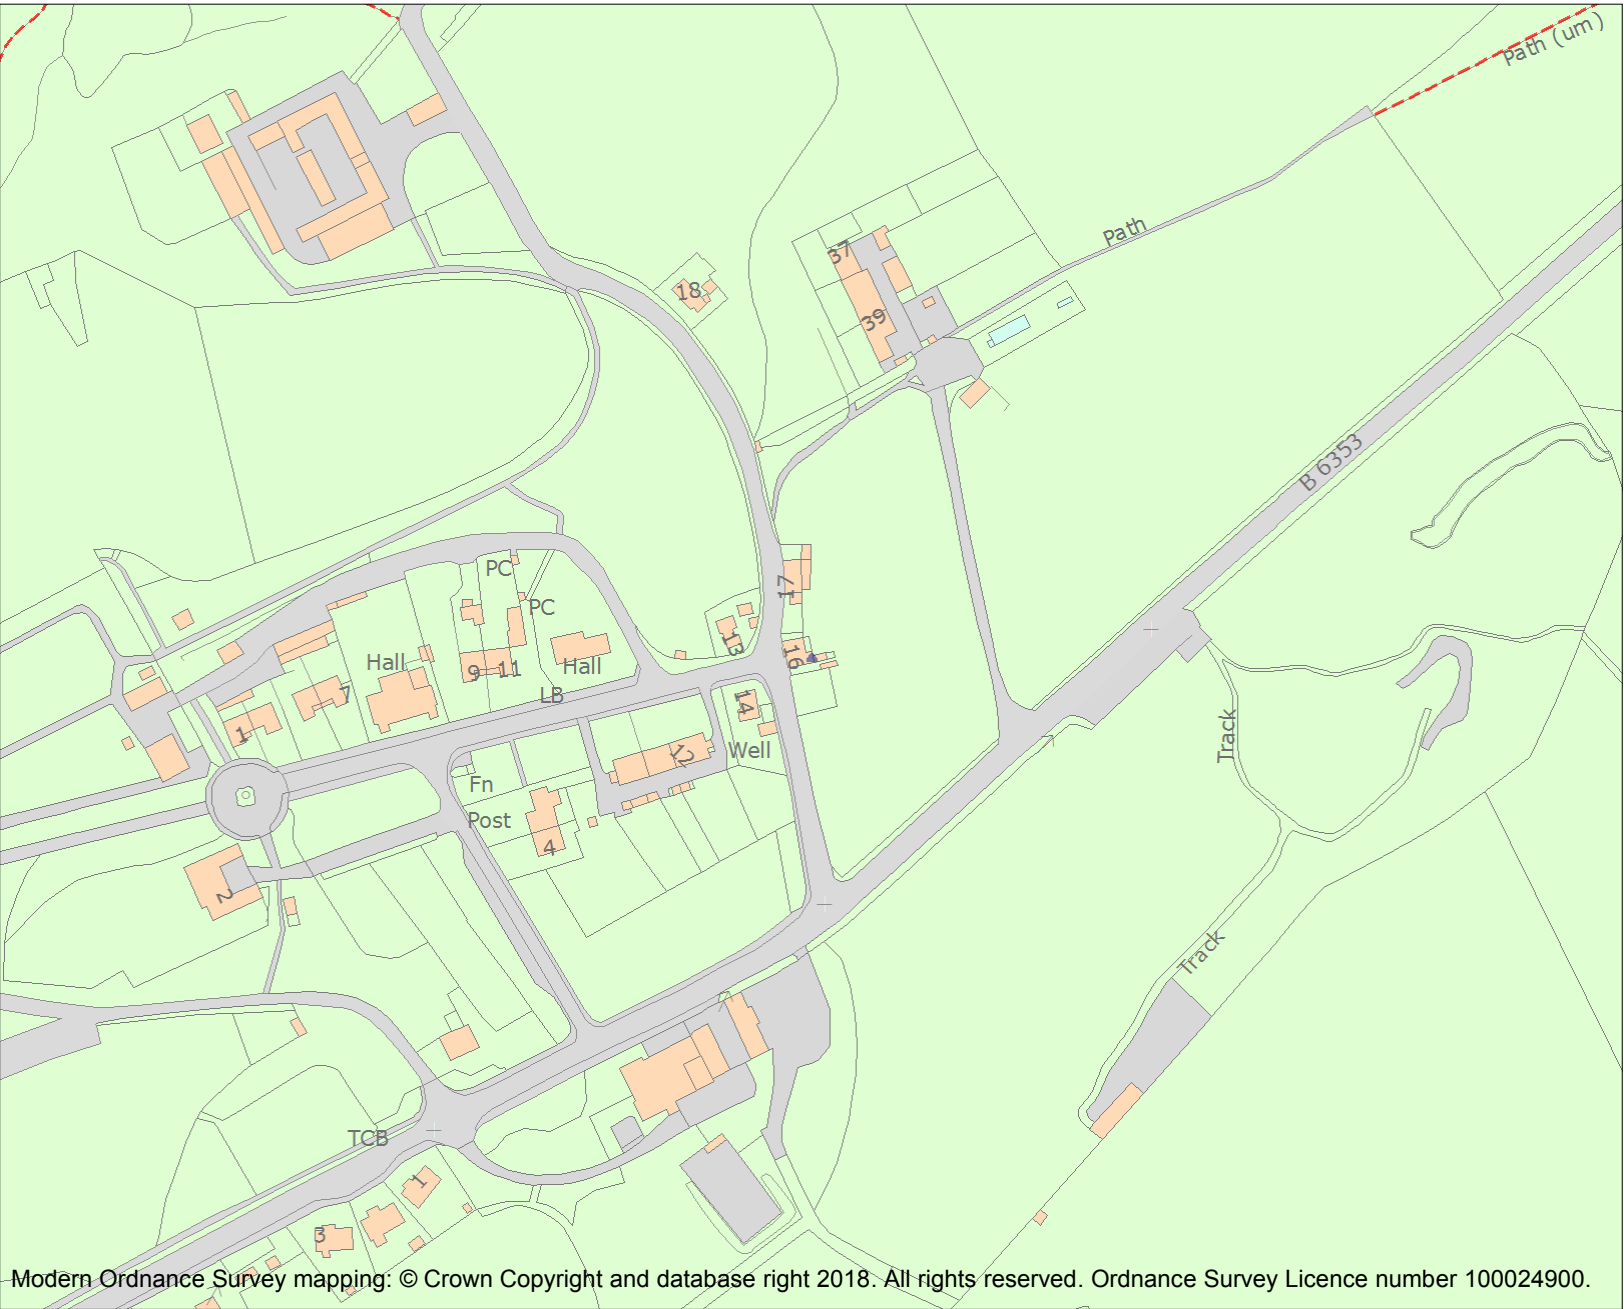 Path (um)
Path
37
18
39
B 6353
PC
17
PC
13
Hall
16
9
11
Hall
7
LB
14
1
12
Well
Track
Fn
Post
4
2
Track
TCB
1
3
Modern Ordnance Survey mapping: © Crown Copyright and database right 2018. All rights reserved. Ordnance Survey Licence number 100024900.